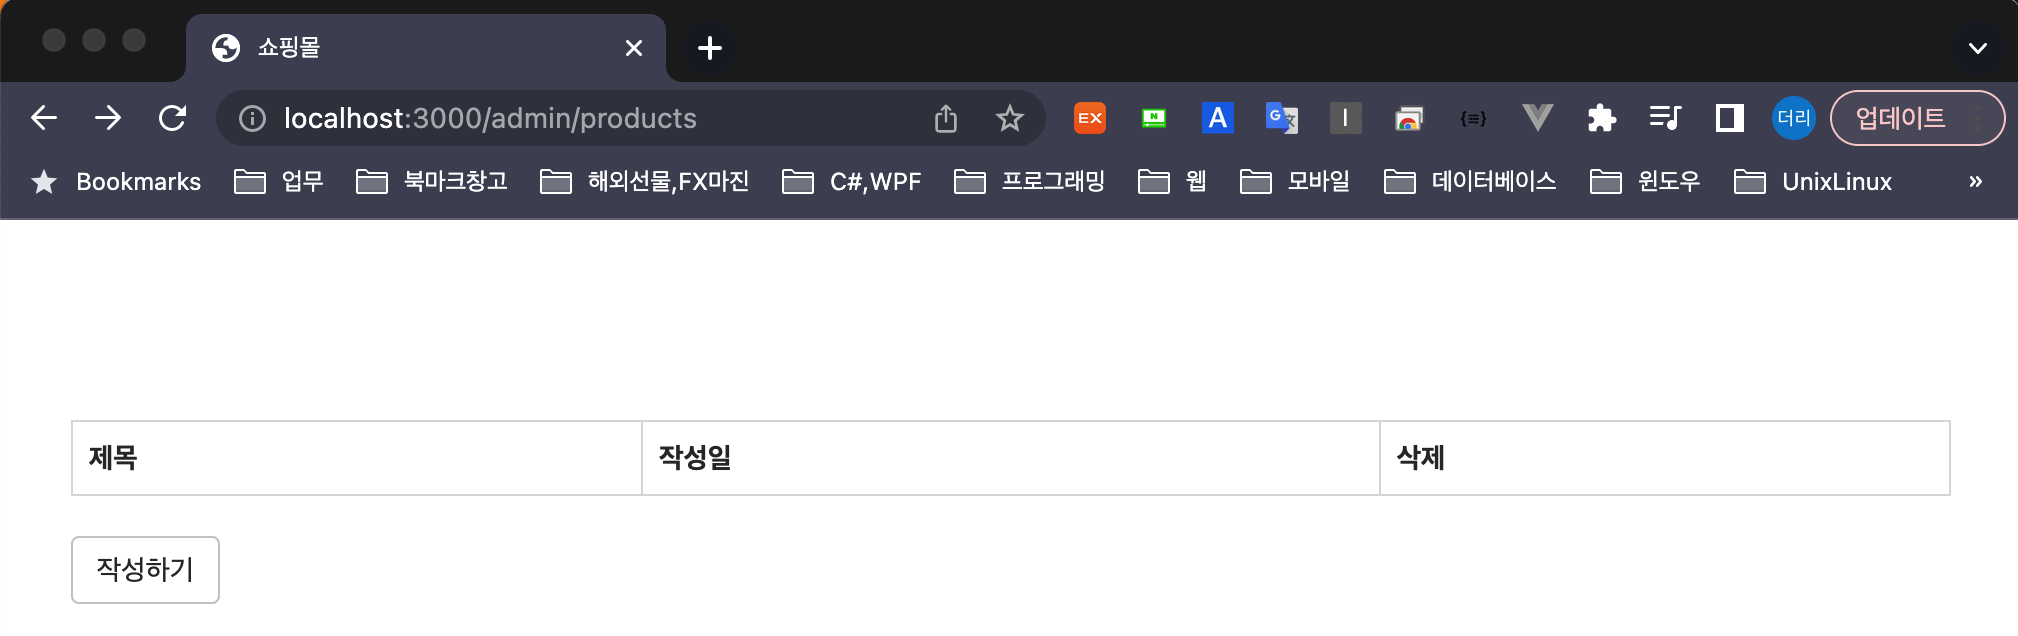 쇼핑몰
localhost:3000/admin/products
EX N A G 文 I {≡} 더리 업데이트
Bookmarks 업무 북마크창고 해외선물,FX마진 C#,WPF 프로그래밍 웹 모바일 데이터베이스 윈도우 UnixLinux »
제목 작성일 삭제
작성하기